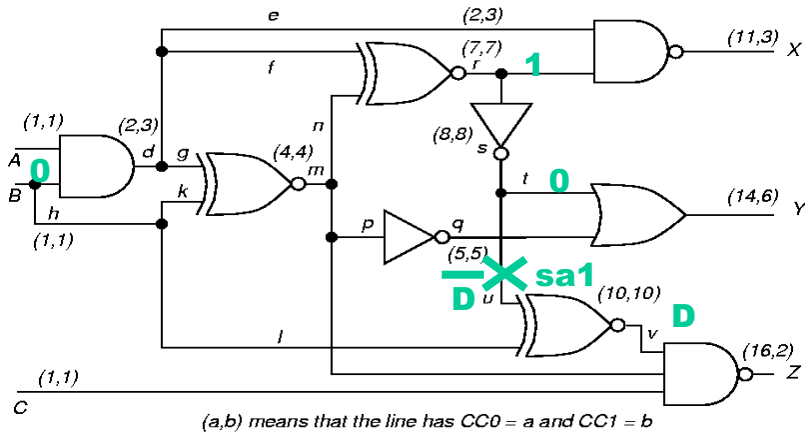 e
(2,3)
(11,3)
X
f
(7,7)
r
1
(1,1)
(2,3)
n
(8,8)
A
0
d
g
(4,4)
m
s
B
k
t
0
(14,6)
Y
h
p
q
(1,1)
(5,5)
D
sa1
u
(10,10)
D
l
v
(16,2)
(1,1)
Z
C
(a,b) means that the line has CC0 = a and CC1 = b